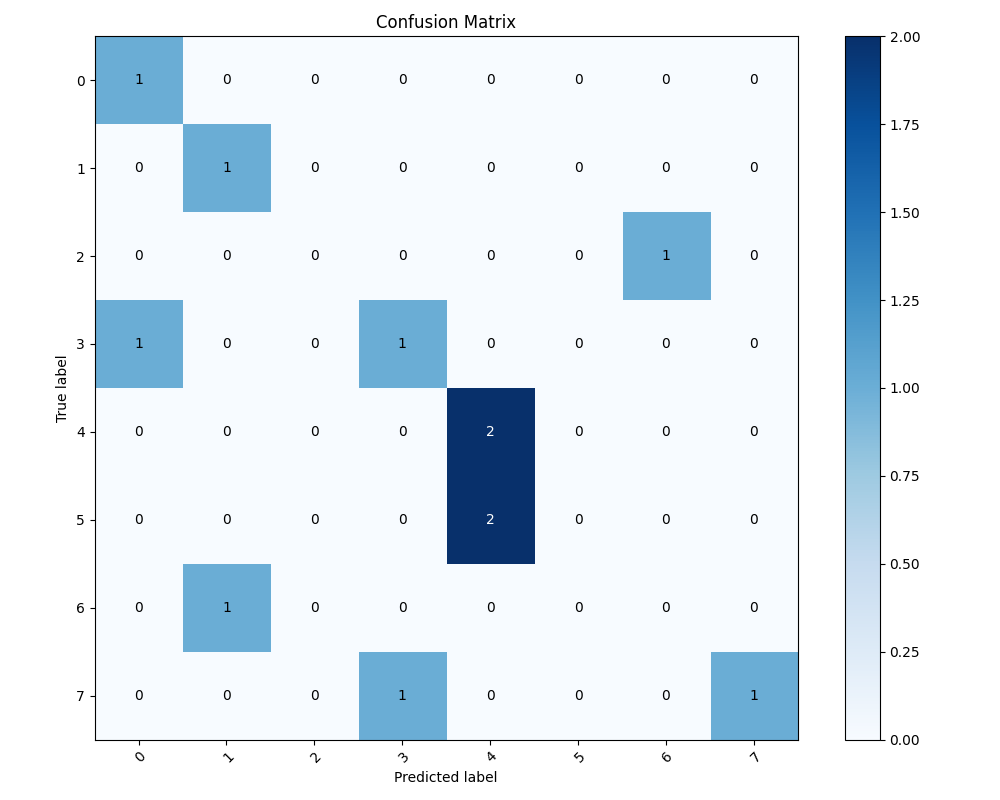 Confusion Matrix
0 1 0 0 0 0 0 0 0
1 0 1 0 0 0 0 0 0
2 0 0 0 0 0 0 1 0
3 1 0 0 1 0 0 0 0
4 0 0 0 0 2 0 0 0
5 0 0 0 0 2 0 0 0
6 0 1 0 0 0 0 0 0
7 0 0 0 1 0 0 0 1
0 1 2 3 4 5 6 7
True label
Predicted label
2.00
1.75
1.50
1.25
1.00
0.75
0.50
0.25
0.00